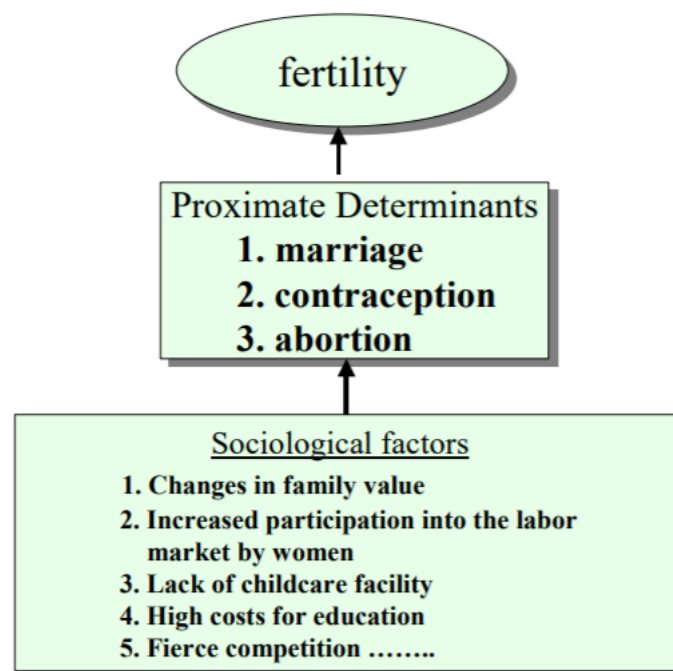 fertility
Proximate Determinants
1. marriage
2. contraception
3. abortion
Sociological factors
1. Changes in family value
2. Increased participation into the labor
market by women
3. Lack of childcare facility
4. High costs for education
5. Fierce competition ……..